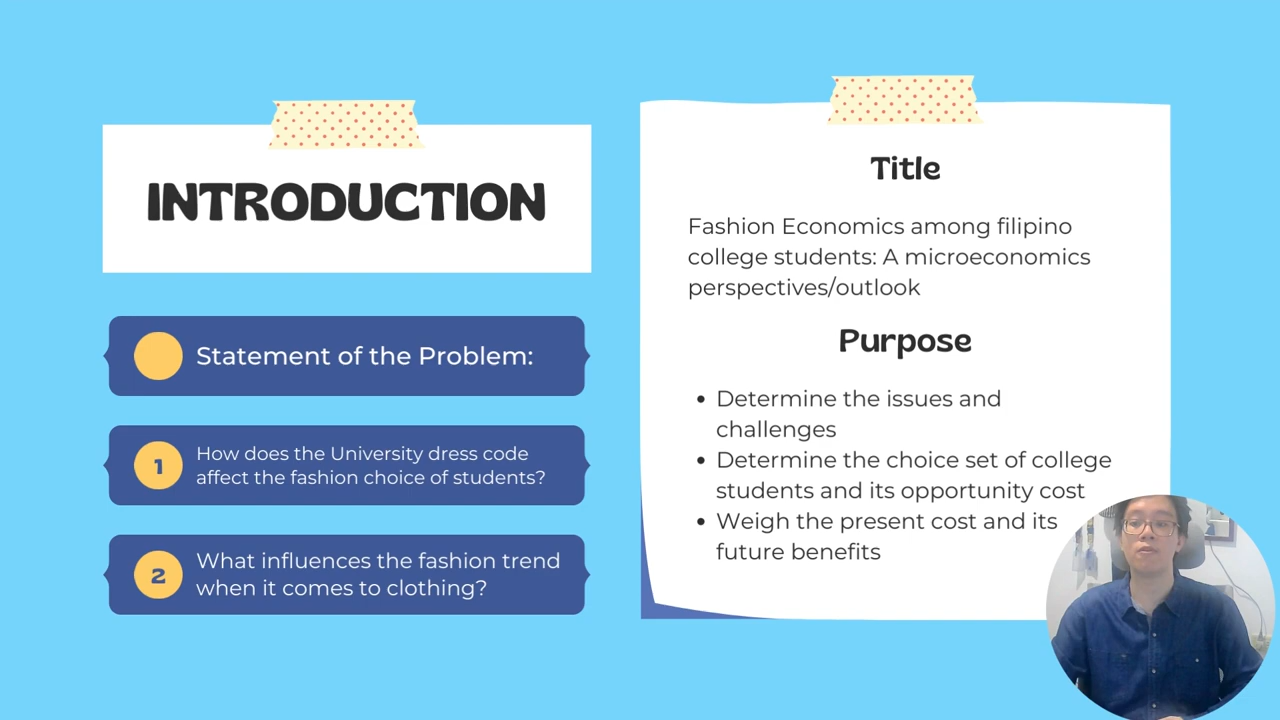 INTRODUCTION
Statement of the Problem:
1
How does the University dress code
affect the fashion choice of students?
2
What influences the fashion trend
when it comes to clothing?
Title
Fashion Economics among filipino
college students: A microeconomics
perspectives/outlook
Purpose
• Determine the issues and
challenges
• Determine the choice set of college
students and its opportunity cost
• Weigh the present cost and its
future benefits